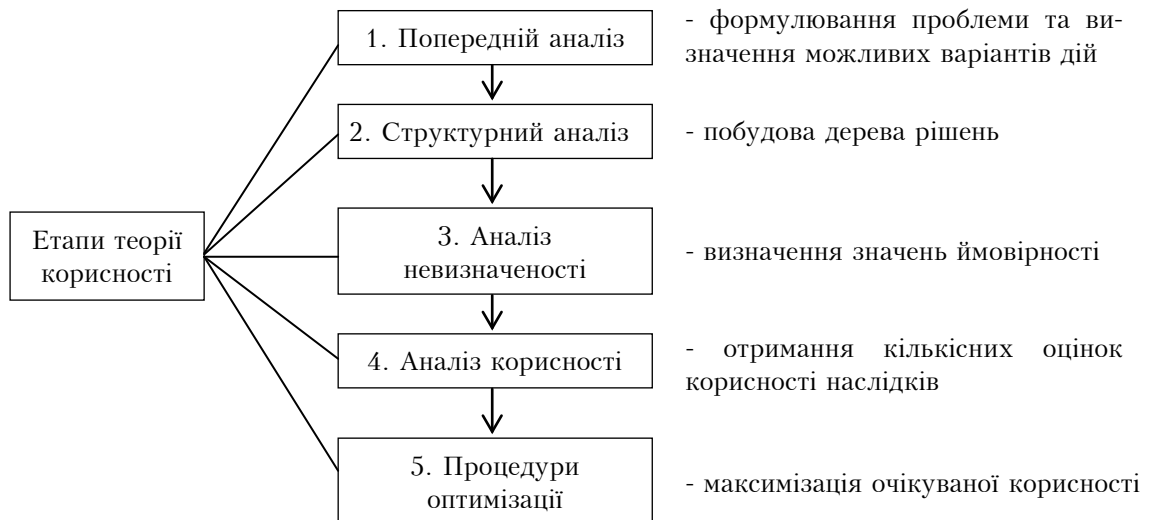 1. Попередній аналіз
- формулювання проблеми та ви-
значення можливих варіантів дій
2. Структурний аналіз
- побудова дерева рішень
Етапи теорії
корисності
3. Аналіз
невизначеності
- визначення значень ймовірності
4. Аналіз корисності
- отримання кількісних оцінок
корисності наслідків
5. Процедури
оптимізації
- максимізація очікуваної корисності